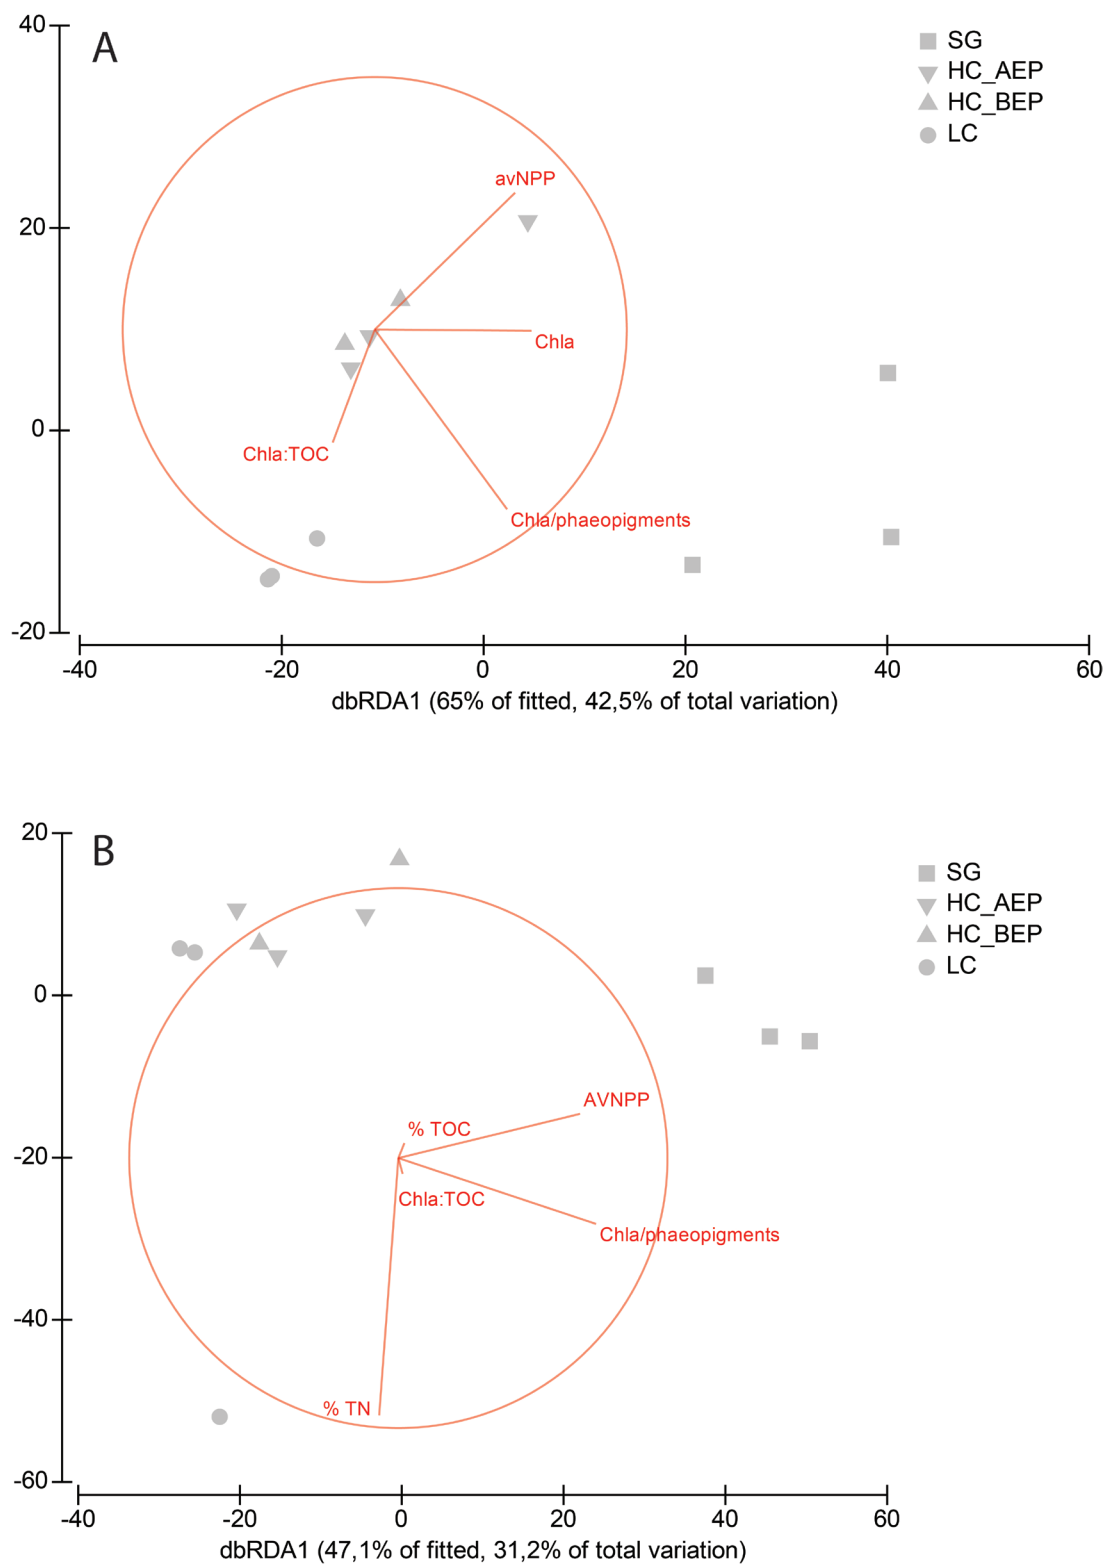 40
A
SG
HC_AEP
HC_BEP
LC
avNPP
20
Chla
0
Chla:TOC
Chla/phaeopigments
-20
-40 -20 0 20 40 60
dbRDA1 (65% of fitted, 42,5% of total variation)
20
B
SG
HC_AEP
HC_BEP
LC
0
AVNPP
% TOC
-20
Chla:TOC
Chla/phaeopigments
-40
% TN
-60
-40 -20 0 20 40 60
dbRDA1 (47,1% of fitted, 31,2% of total variation)